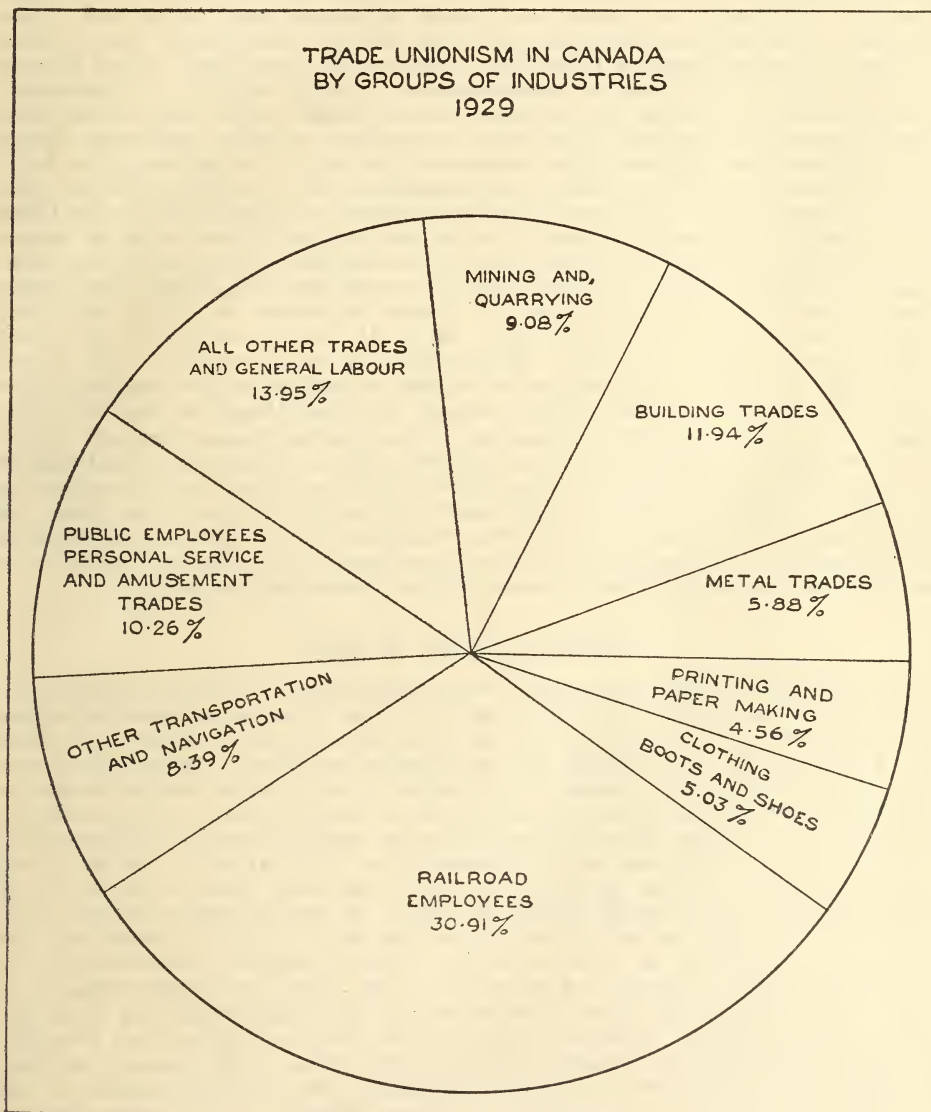 TRADE UNIONISM IN CANADA
BY GROUPS OF INDUSTRIES
1929
MINING AND,
QUARRYING
9·08%
BUILDING TRADES
11·94%
METAL TRADES
5·88%
PRINTING AND
PAPER MAKING
4·56%
CLOTHING
BOOTS AND SHOES
5·03%
RAILROAD
EMPLOYEES
30·91%
OTHER TRANSPORTATION
AND NAVIGATION
8·39%
PUBLIC EMPLOYEES
PERSONAL SERVICE
AND AMUSEMENT
TRADES
10·26%
ALL OTHER TRADES
AND GENERAL LABOUR
13·95%